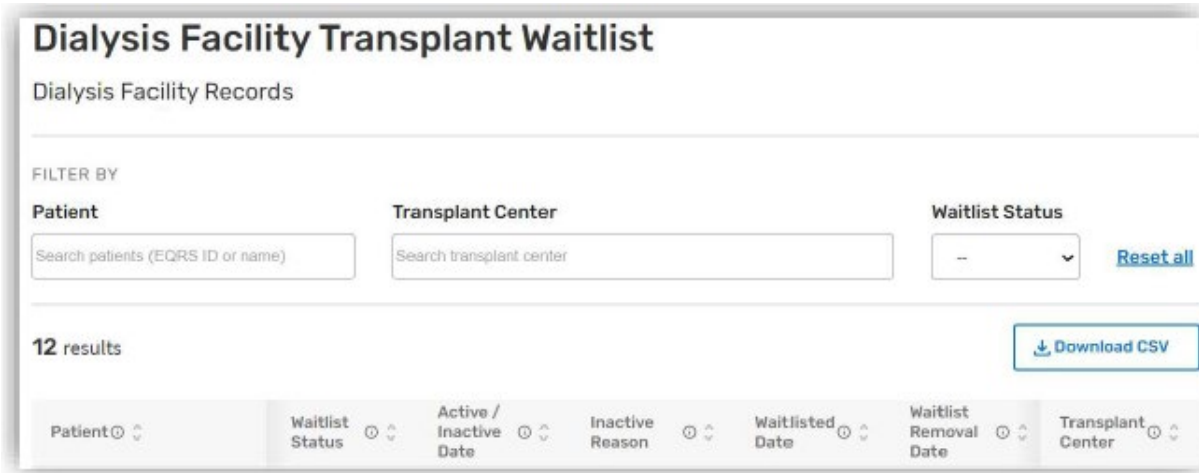 Dialysis Facility Transplant Waitlist
Dialysis Facility Records
FILTER BY
Patient
Transplant Center
Waitlist Status
Search patients (EQRS ID or name)
Search transplant center
--
Reset all
12 results
Download CSV
Patient
Waitlist
Status
Active /
Inactive
Date
Inactive
Reason
Waitlisted
Date
Waitlist
Removal
Date
Transplant
Center